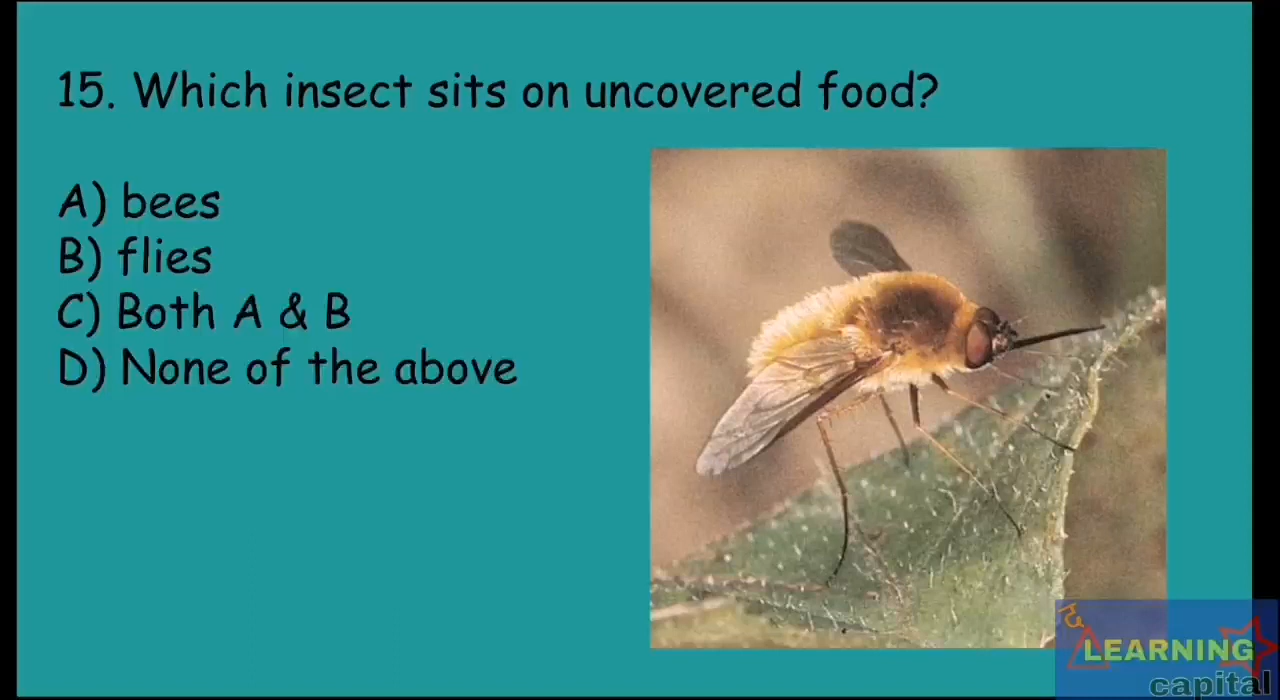 15. Which insect sits on uncovered food?
A) bees
B) flies
C) Both A & B
D) None of the above
LEARNING
capital